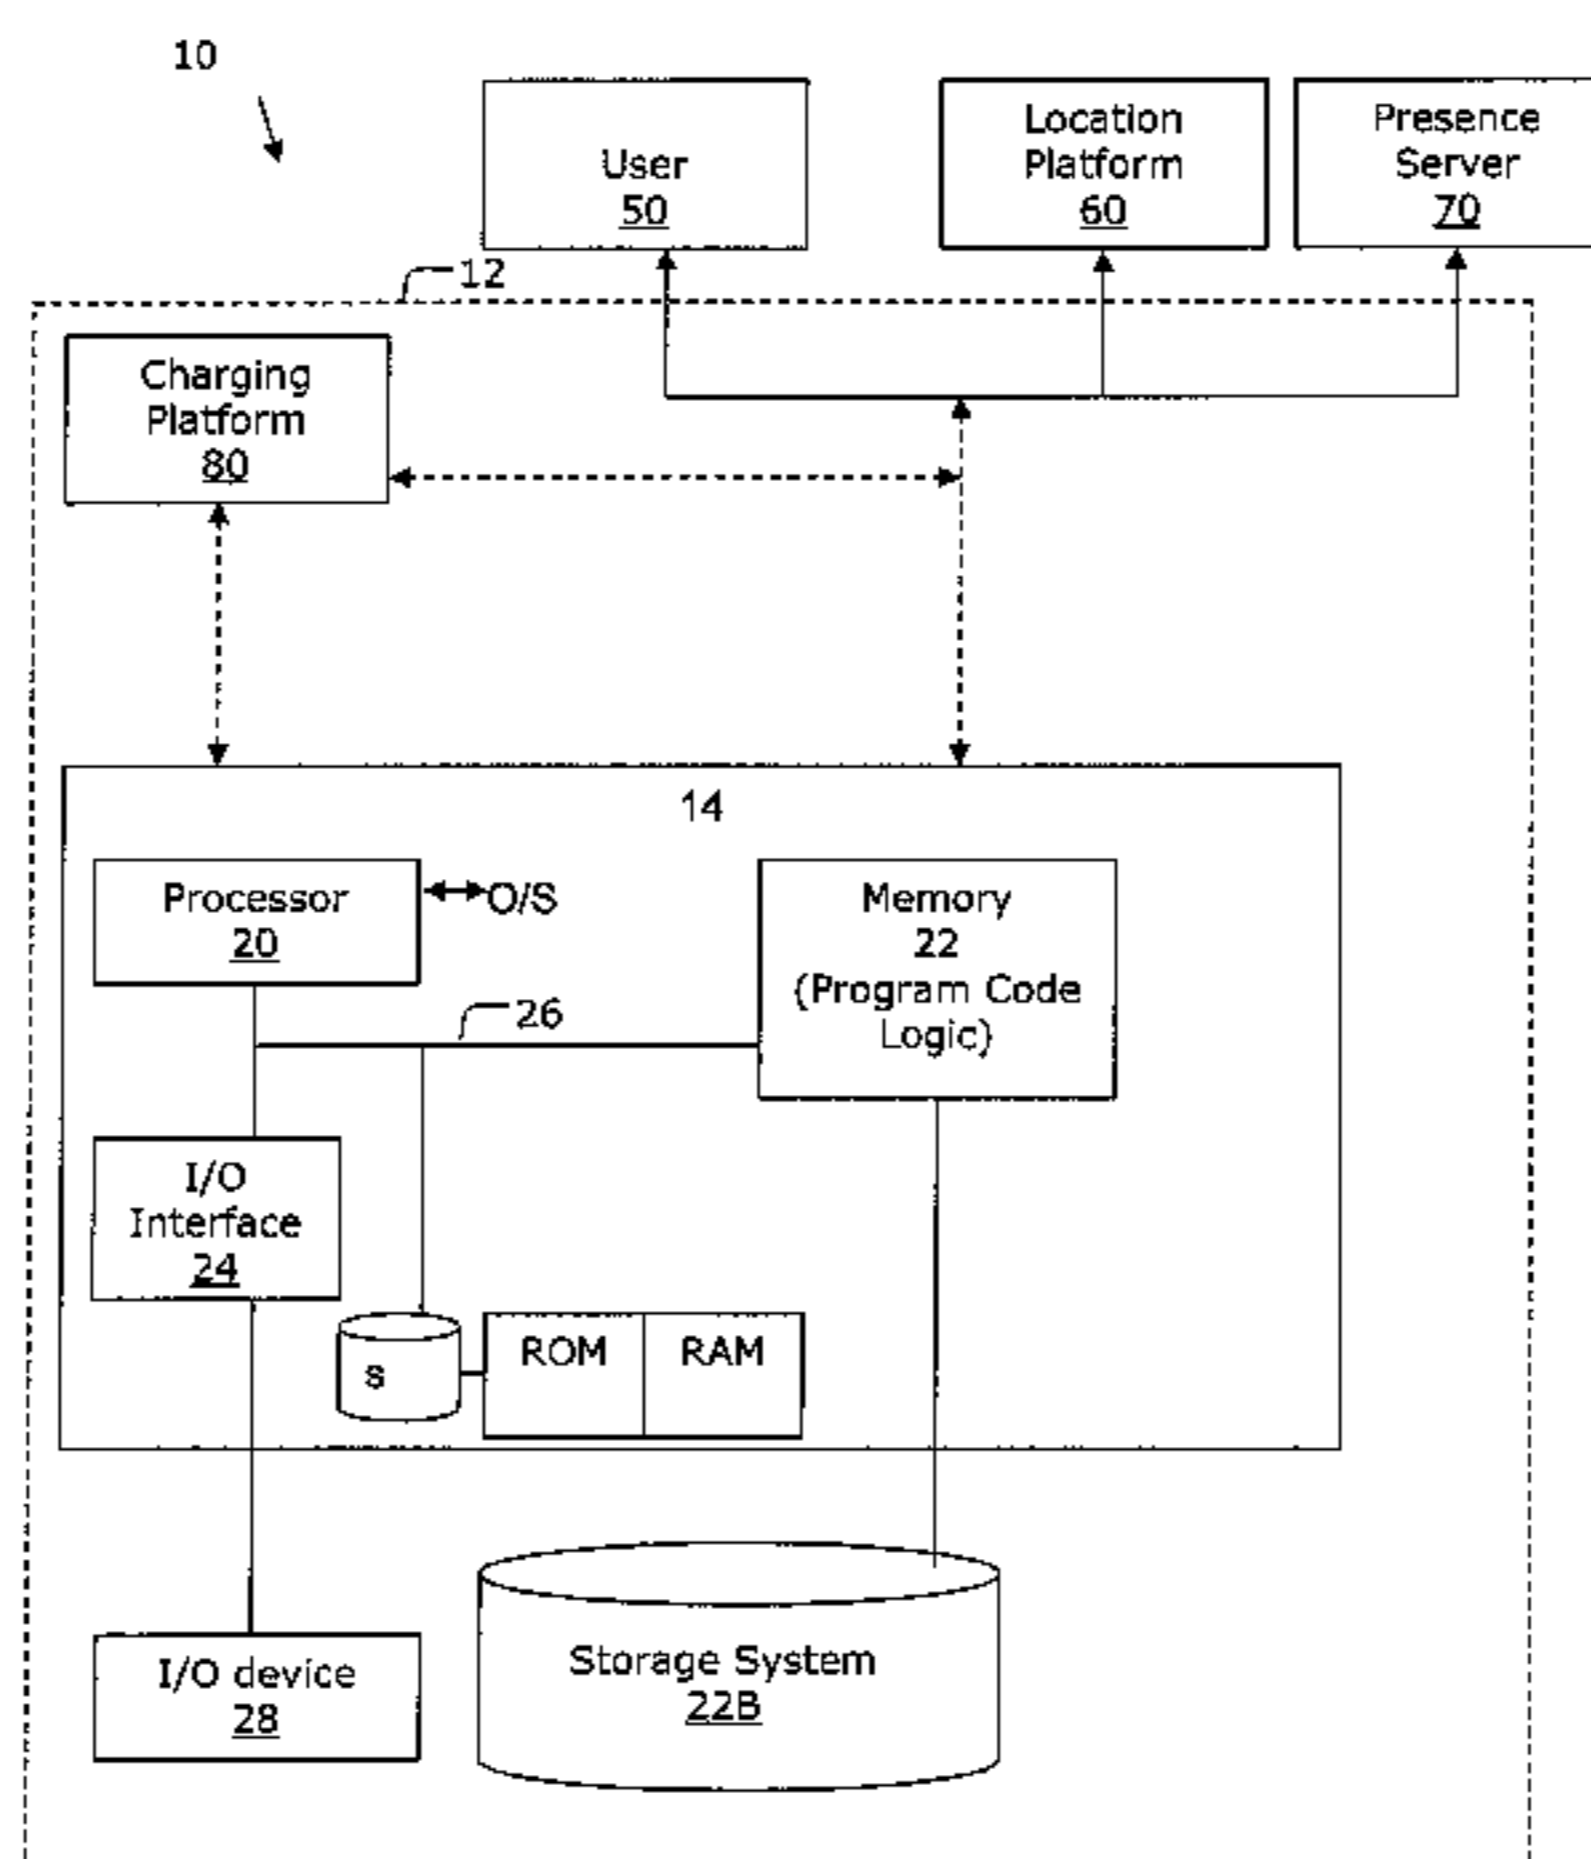 10
User
50
Location
Platform
60
Presence
Server
70
12
Charging
Platform
80
14
Processor
20
O/S
Memory
22
(Program Code
Logic)
26
I/O
Interface
24
s
ROM
RAM
I/O device
28
Storage System
22B